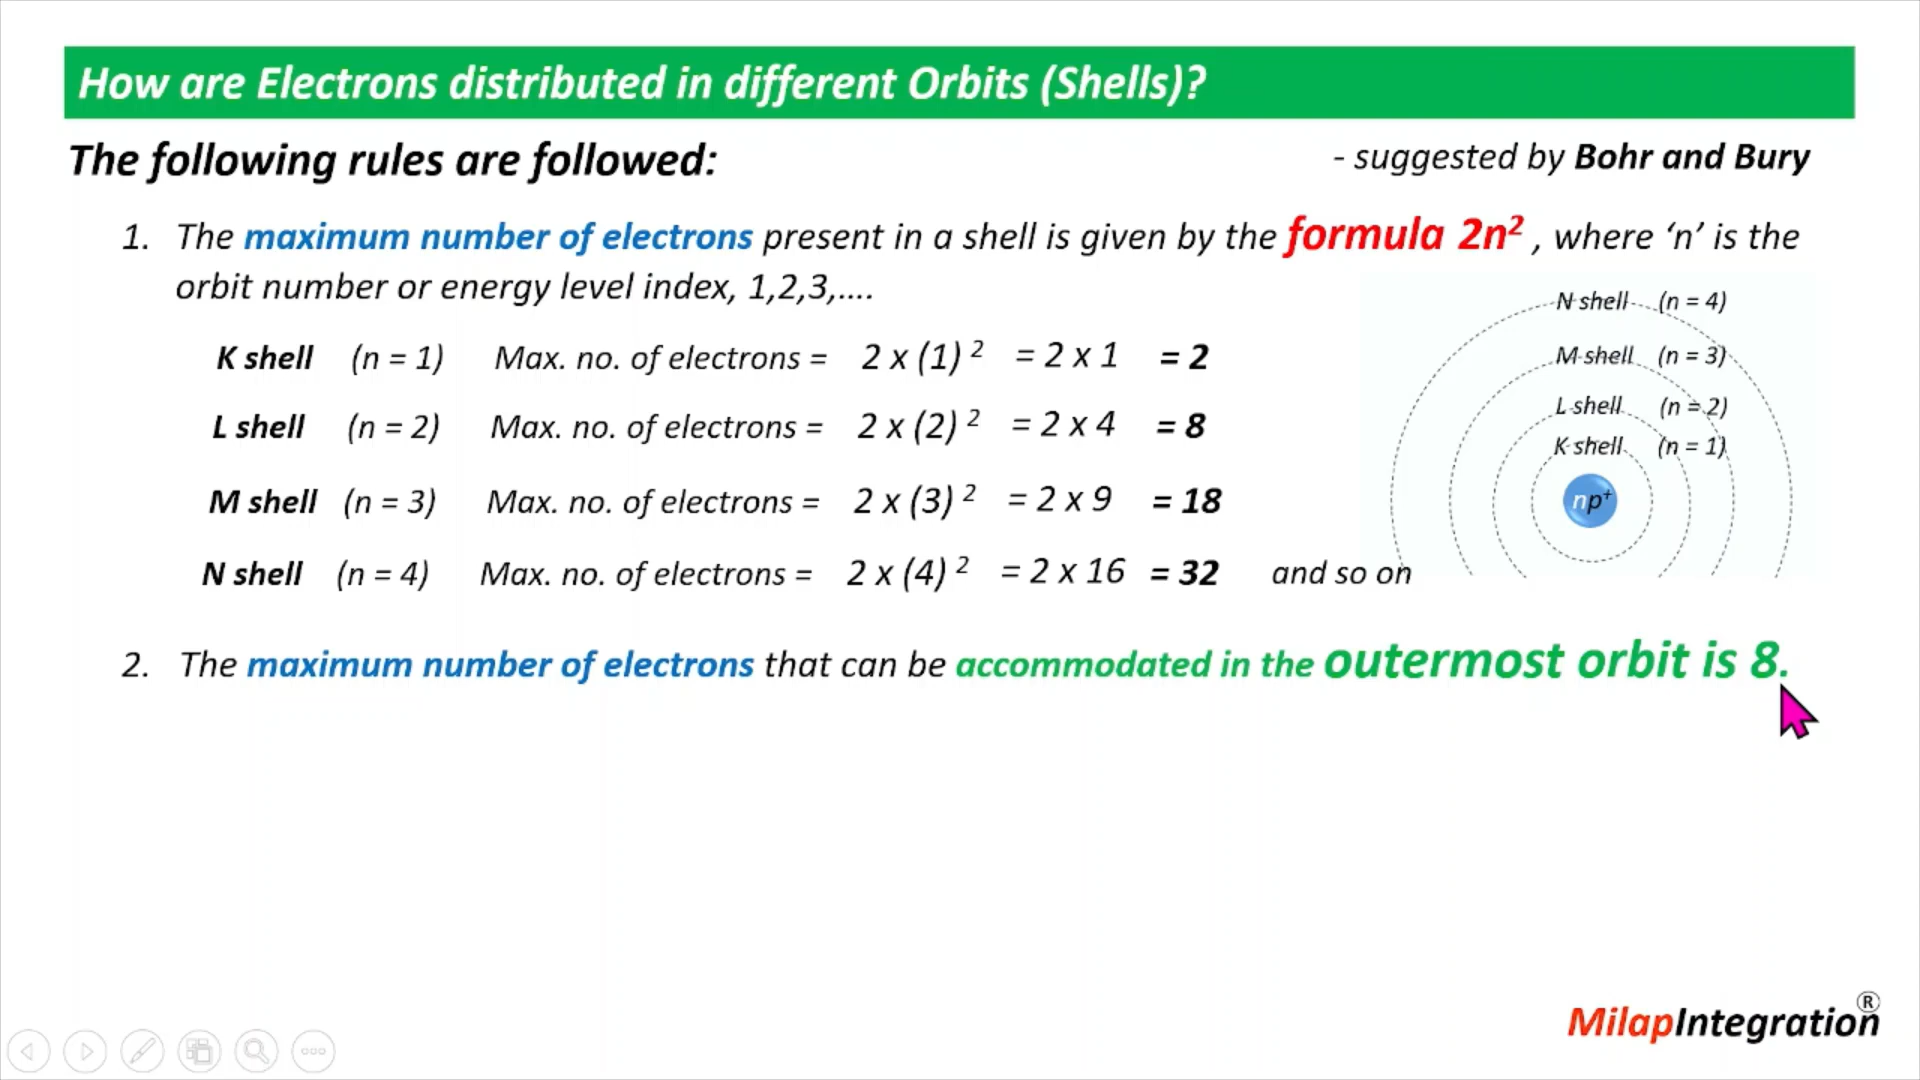 How are Electrons distributed in different Orbits (Shells)?
The following rules are followed:
- suggested by Bohr and Bury
1. The maximum number of electrons present in a shell is given by the formula 2n² , where ‘n’ is the
orbit number or energy level index, 1,2,3,....
K shell (n = 1) Max. no. of electrons = 2 x (1) ² = 2 x 1 = 2
L shell (n = 2) Max. no. of electrons = 2 x (2) ² = 2 x 4 = 8
M shell (n = 3) Max. no. of electrons = 2 x (3) ² = 2 x 9 = 18
N shell (n = 4) Max. no. of electrons = 2 x (4) ² = 2 x 16 = 32 and so on
N shell (n = 4)
M shell (n = 3)
L shell (n = 2)
K shell (n = 1)
np⁺
2. The maximum number of electrons that can be accommodated in the outermost orbit is 8.
MilapIntegration®